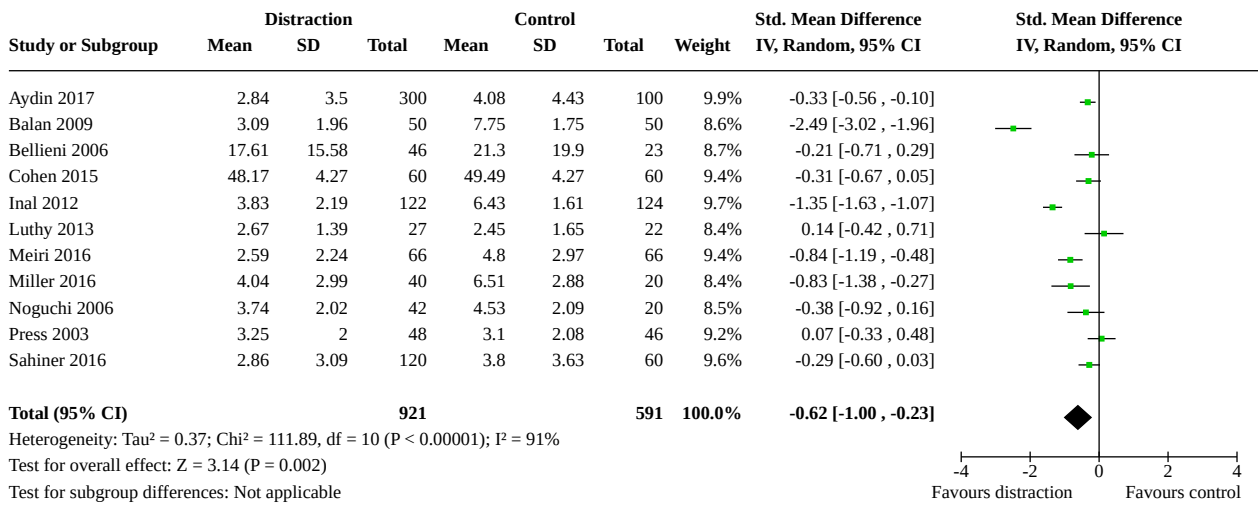 Distraction Control Std. Mean Difference Std. Mean Difference
Study or Subgroup Mean SD Total Mean SD Total Weight IV, Random, 95% CI IV, Random, 95% CI
Aydin 2017 2.84 3.5 300 4.08 4.43 100 9.9% -0.33 [-0.56 , -0.10]
Balan 2009 3.09 1.96 50 7.75 1.75 50 8.6% -2.49 [-3.02 , -1.96]
Bellieni 2006 17.61 15.58 46 21.3 19.9 23 8.7% -0.21 [-0.71 , 0.29]
Cohen 2015 48.17 4.27 60 49.49 4.27 60 9.4% -0.31 [-0.67 , 0.05]
Inal 2012 3.83 2.19 122 6.43 1.61 124 9.7% -1.35 [-1.63 , -1.07]
Luthy 2013 2.67 1.39 27 2.45 1.65 22 8.4% 0.14 [-0.42 , 0.71]
Meiri 2016 2.59 2.24 66 4.8 2.97 66 9.4% -0.84 [-1.19 , -0.48]
Miller 2016 4.04 2.99 40 6.51 2.88 20 8.4% -0.83 [-1.38 , -0.27]
Noguchi 2006 3.74 2.02 42 4.53 2.09 20 8.5% -0.38 [-0.92 , 0.16]
Press 2003 3.25 2 48 3.1 2.08 46 9.2% 0.07 [-0.33 , 0.48]
Sahiner 2016 2.86 3.09 120 3.8 3.63 60 9.6% -0.29 [-0.60 , 0.03]
Total (95% CI) 921 591 100.0% -0.62 [-1.00 , -0.23]
Heterogeneity: Tau² = 0.37; Chi² = 111.89, df = 10 (P < 0.00001); I² = 91%
Test for overall effect: Z = 3.14 (P = 0.002)
-4 -2 0 2 4
Test for subgroup differences: Not applicable Favours distraction Favours control